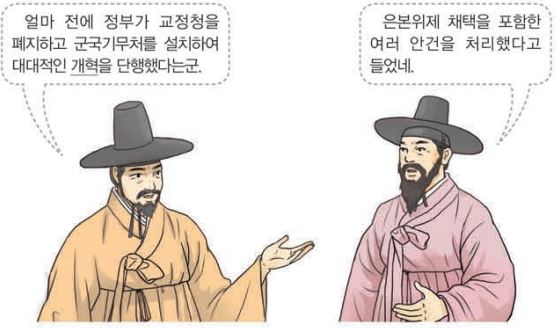 얼마 전에 정부가 교정청을
폐지하고 군국기무처를 설치하여
대대적인 개혁을 단행했다는군.
은본위제 채택을 포함한
여러 안건을 처리했다고
들었네.